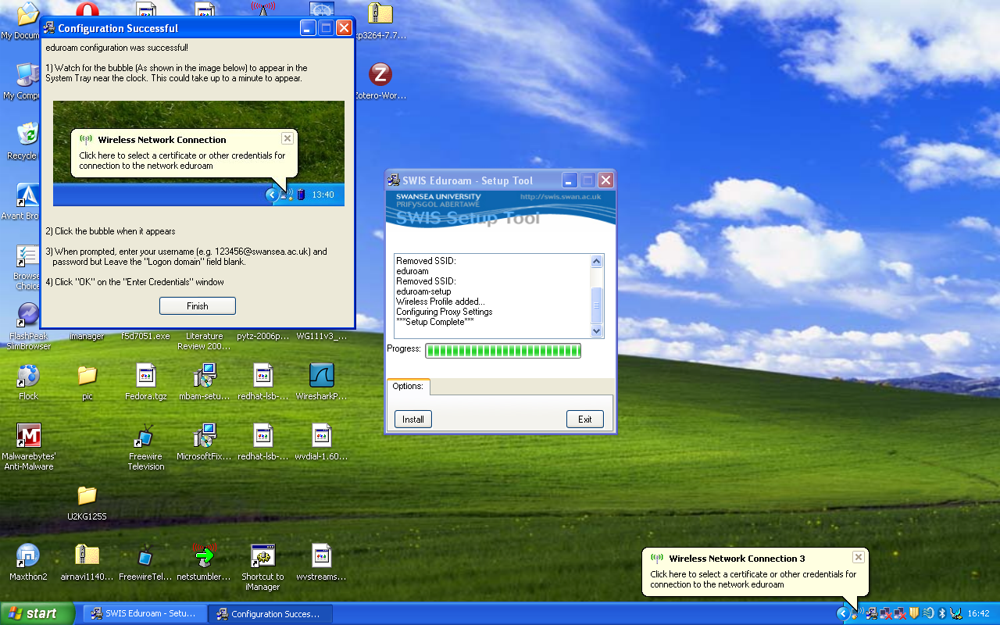 Configuration Successful
eduroam configuration was successful!
1) Watch for the bubble (As shown in the image below) to appear in the
System Tray near the clock. This could take up to a minute to appear.
Wireless Network Connection
Click here to select a certificate or other credentials for
connection to the network eduroam
13:40
2) Click the bubble when it appears
3) When prompted, enter your username (e.g. 123456@swansea.ac.uk) and
password but Leave the "Logon domain" field blank.
4) Click "OK" on the "Enter Credentials" window
Finish
My Docum
xp3264-7.7...
My Compu
Zotero-Wor...
Recycle
Avant Bro
Browse
Choice
FlashPeak
SlimBrowser
imanager
f5d7051.exe
Literature
Review 200...
pytz-2006p...
WG111v3_...
Flock
pic
Fedora.tgz
mbam-setu...
redhat-lsb-...
WiresharkP...
Malwarebytes'
Anti-Malware
Freewire
Television
MicrosoftFix...
redhat-lsb-...
wvdial-1.60...
U2KG125S
Maxthon2
airnavi1140...
FreewireTel...
netstumbler...
Shortcut to
iManager
wvstreams...
SWIS Eduroam - Setup Tool
SWANSEA UNIVERSITY
PRIFYSGOL ABERTAWE
http://swis.swan.ac.uk
SWIS Setup Tool
Removed SSID:
eduroam
Removed SSID:
eduroam-setup
Wireless Profile added...
Configuring Proxy Settings
***Setup Complete***
Progress:
Options:
Install
Exit
Wireless Network Connection 3
Click here to select a certificate or other credentials for
connection to the network eduroam
start
SWIS Eduroam - Setu...
Configuration Succes...
16:42